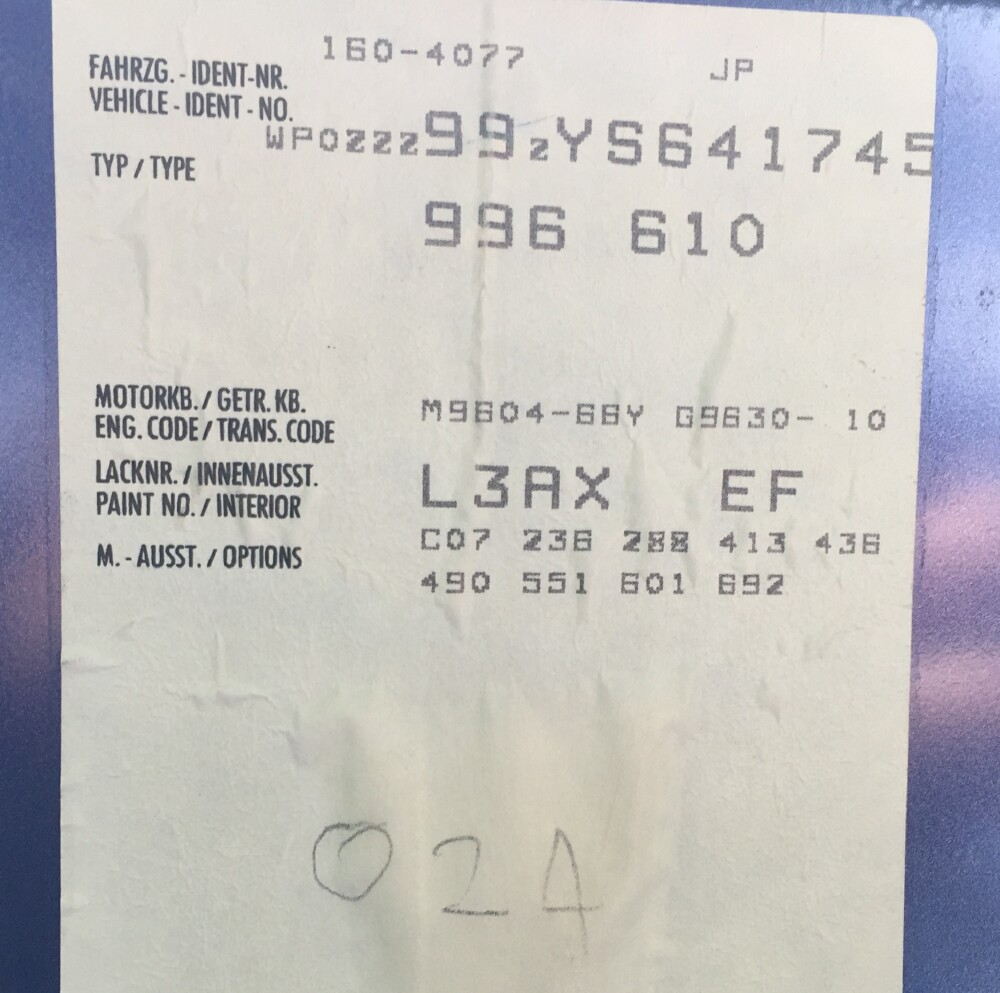 160-4077 JP
FAHRZG. - IDENT-NR.
VEHICLE - IDENT - NO.
WP0ZZZ99ZYS641745
TYP / TYPE
996 610
MOTORKB. / GETR. KB.
ENG. CODE / TRANS. CODE
M9604-66Y G9630- 10
LACKNR. / INNENAUSST.
PAINT NO. / INTERIOR
L3AX EF
M. - AUSST. / OPTIONS
C07 236 288 413 436
490 551 601 692
02A